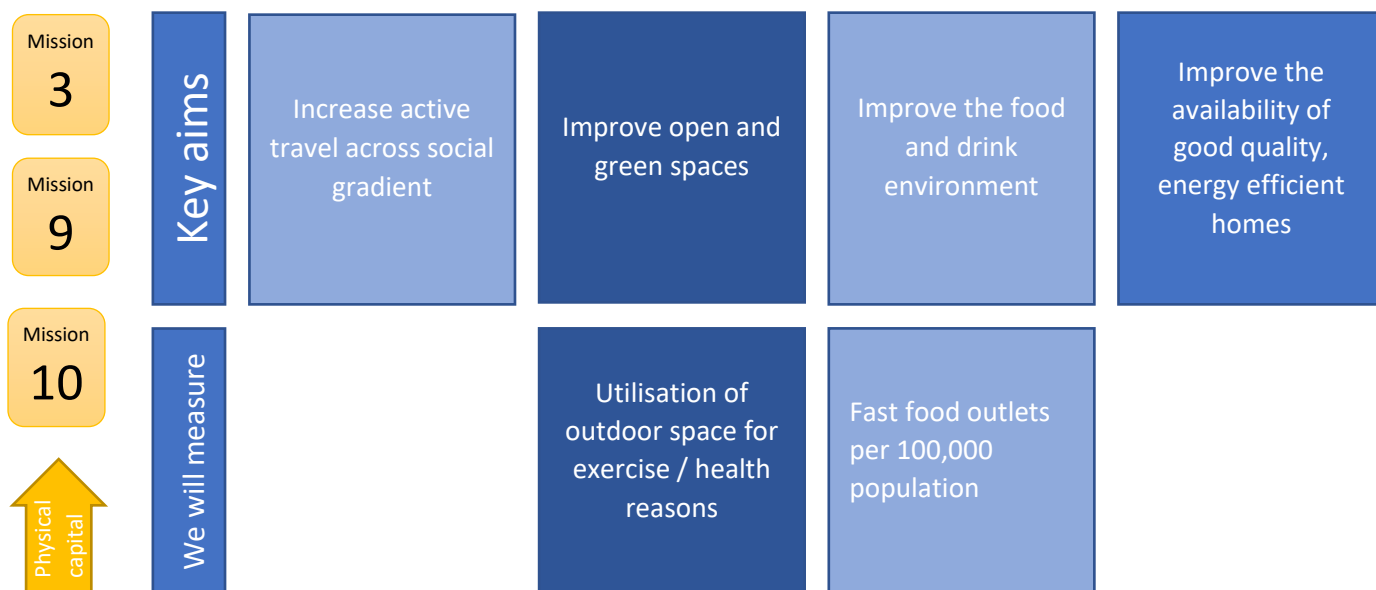 Mission
3
Mission
9
Mission
10
Physical
capital
Key aims
Increase active
travel across social
gradient
Improve open and
green spaces
Improve the food
and drink
environment
Improve the
availability of
good quality,
energy efficient
homes
We will measure
Utilisation of
outdoor space for
exercise / health
reasons
Fast food outlets
per 100,000
population